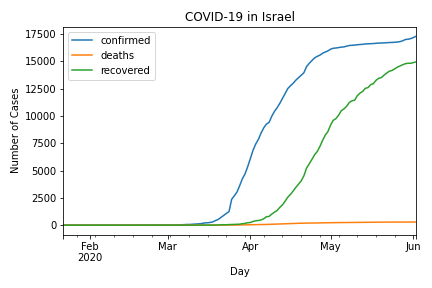 COVID-19 in Israel
confirmed
deaths
recovered
Number of Cases
17500
15000
12500
10000
7500
5000
2500
0
Feb
2020
Mar
Apr
May
Jun
Day